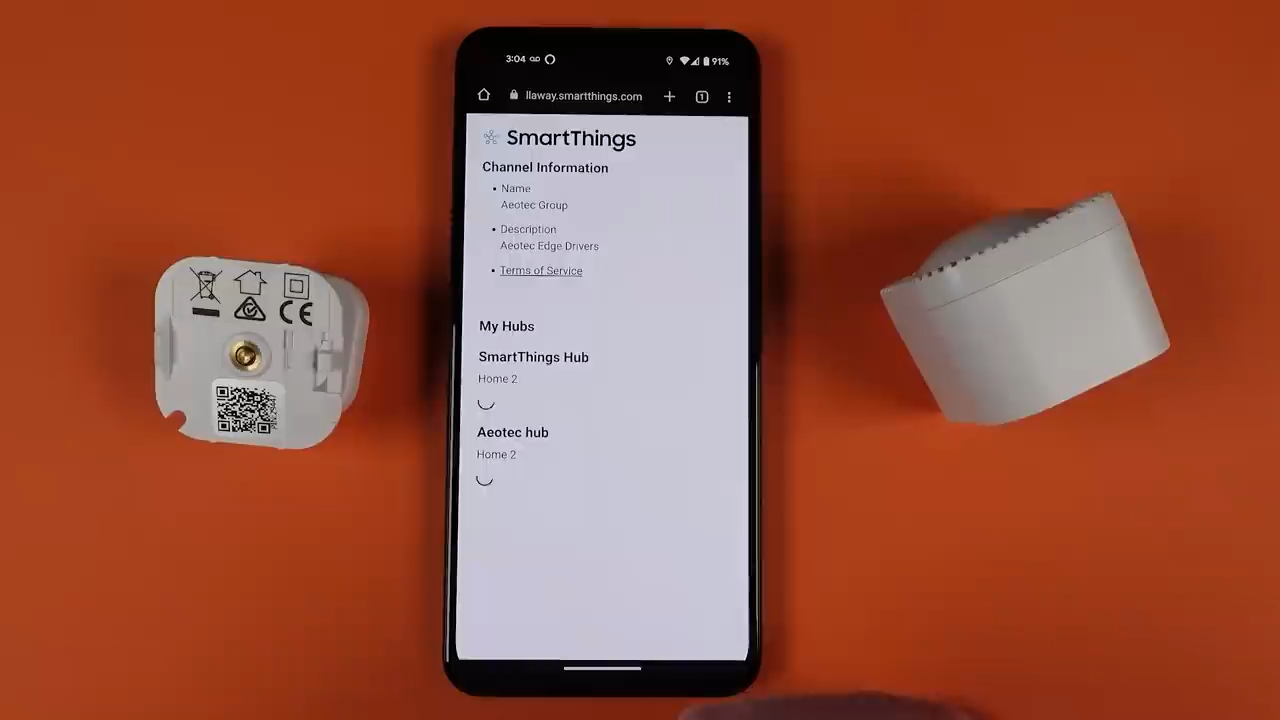 3:04
91%
llaway.smartthings.com
1
SmartThings
Channel Information
• Name
Aeotec Group
• Description
Aeotec Edge Drivers
• Terms of Service
My Hubs
SmartThings Hub
Home 2
Aeotec hub
Home 2
CE